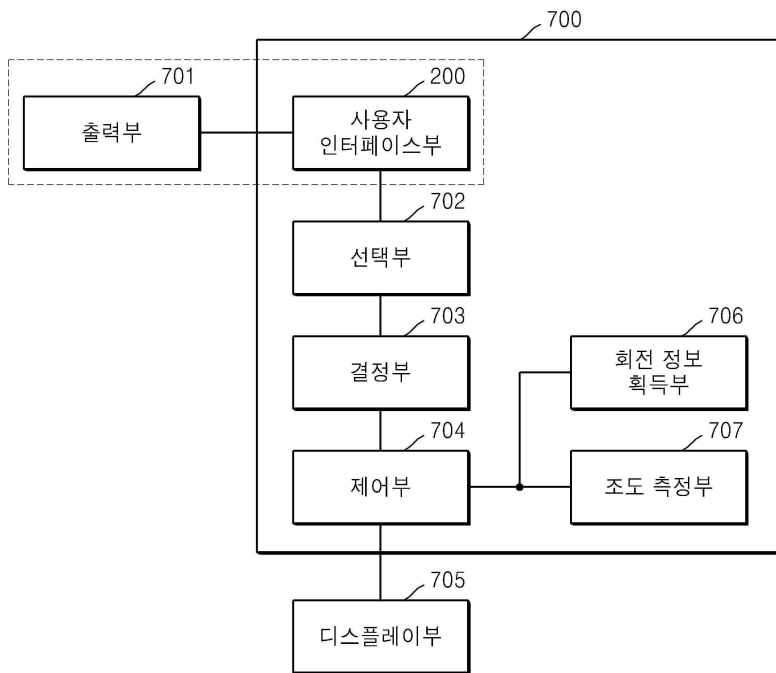 700
701
200
출력부
사용자
인터페이스부
702
선택부
703
706
결정부
회전 정보
획득부
704
707
제어부
조도 측정부
705
디스플레이부